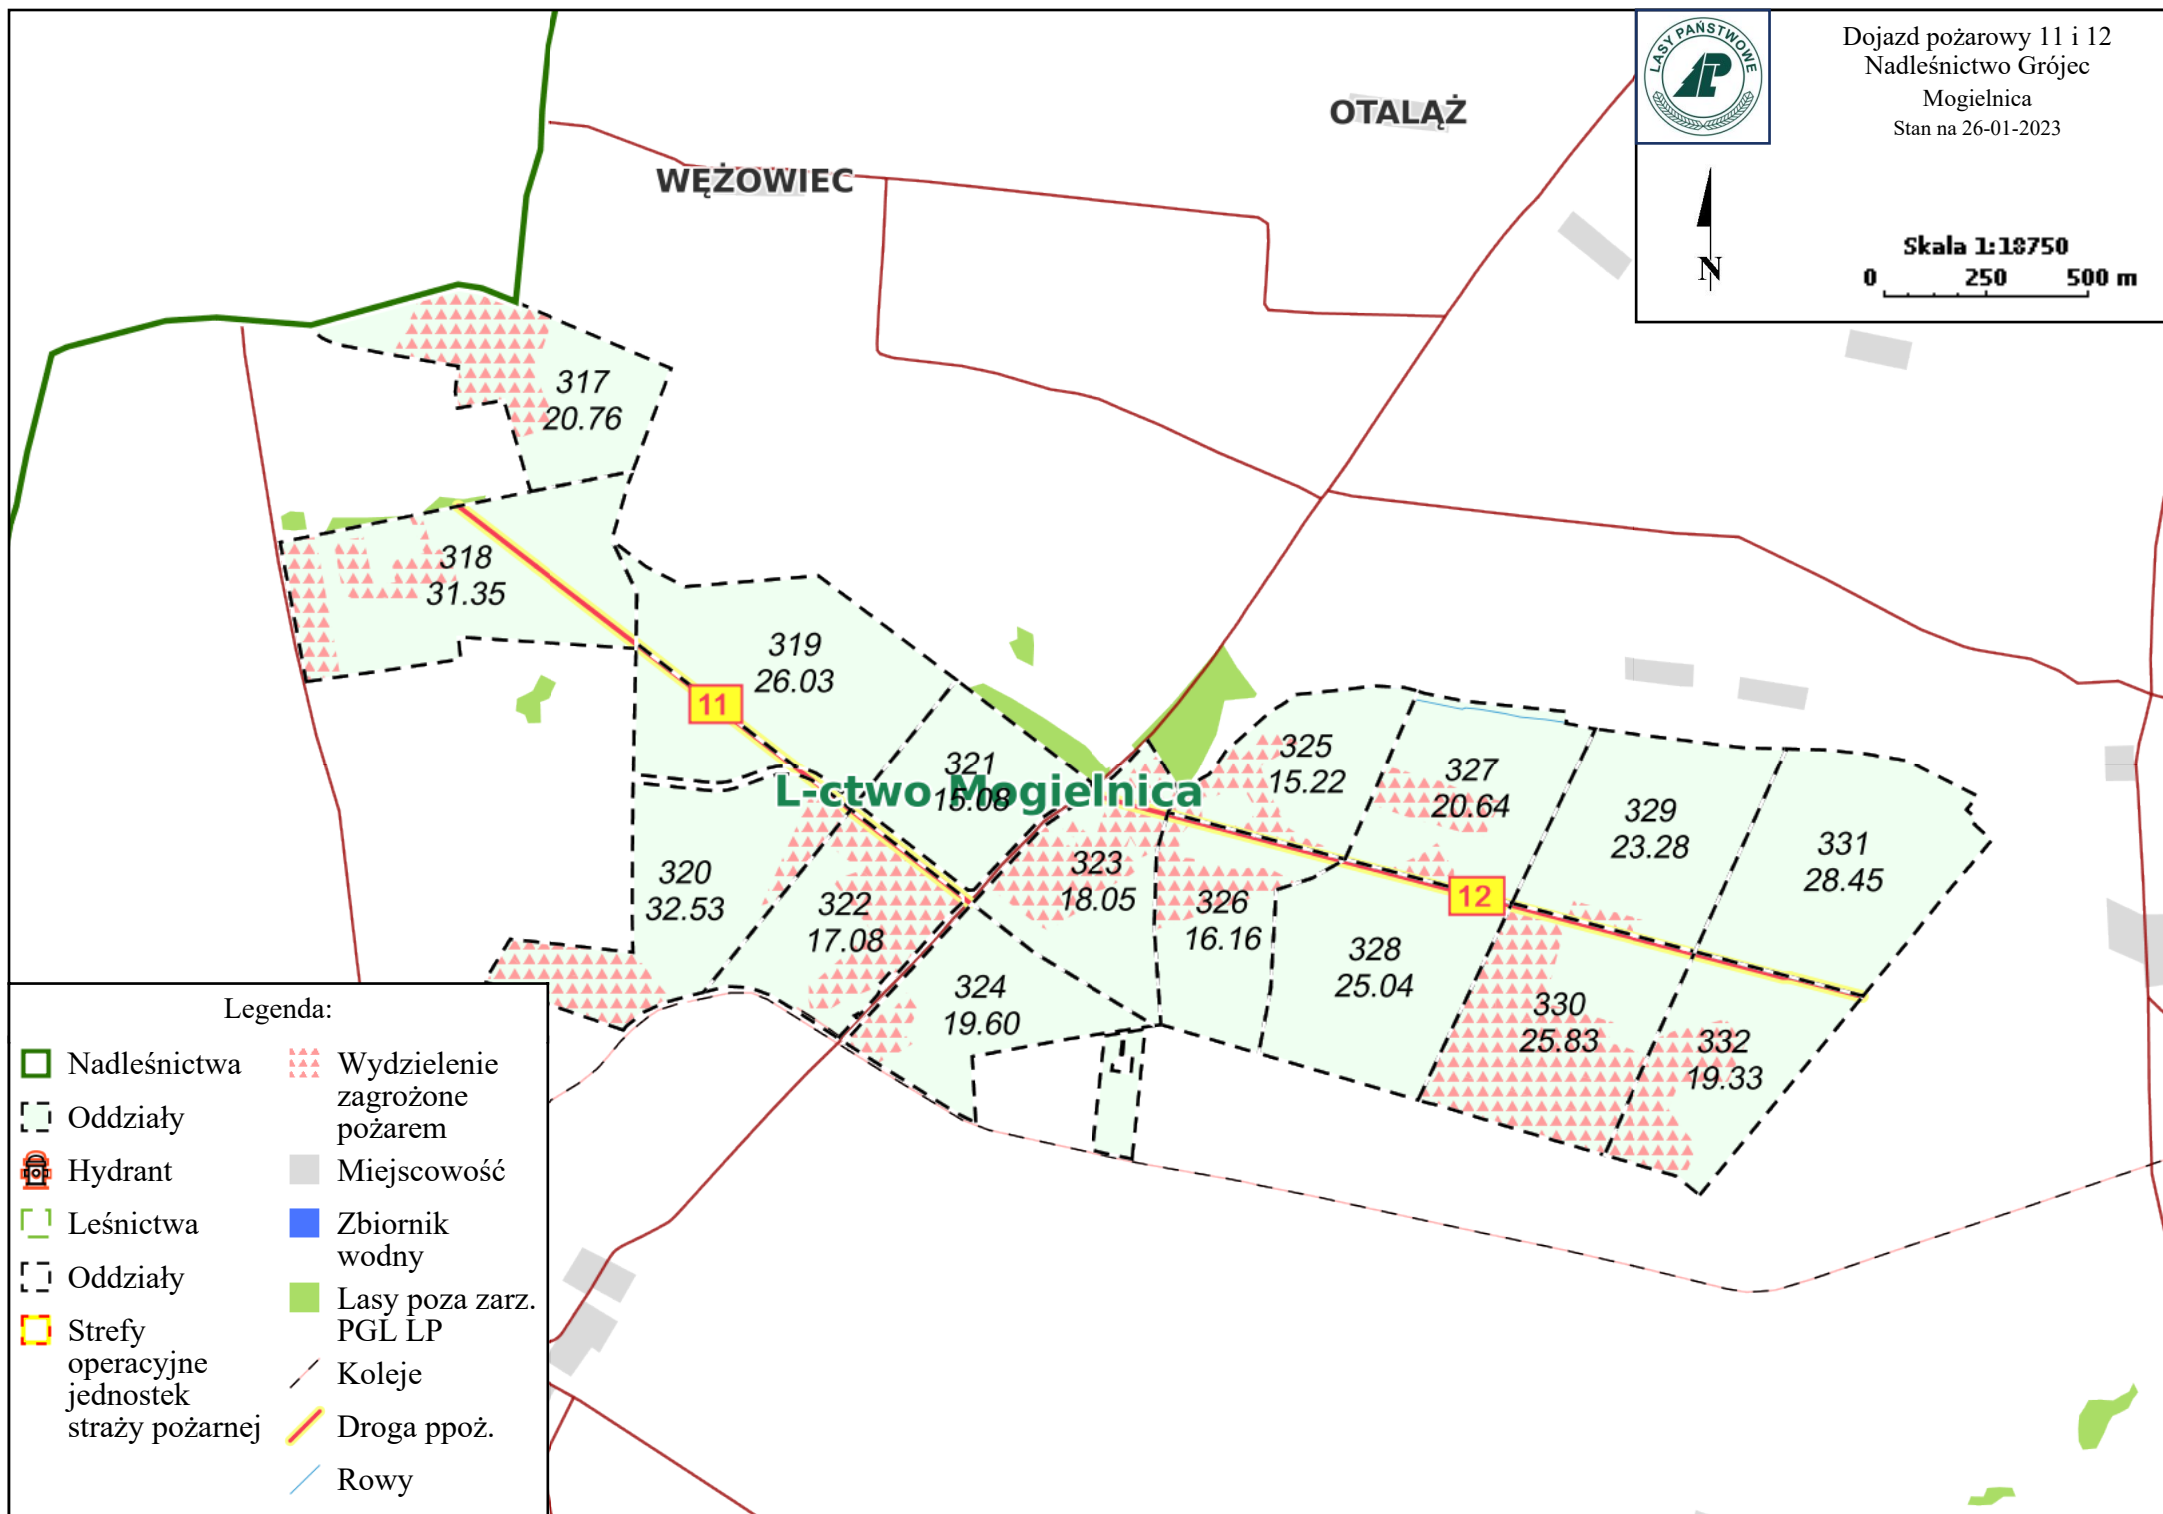 LASY PAŃSTWOWE
Dojazd pożarowy 11 i 12
Nadleśnictwo Grójec
Mogielnica
Stan na 26-01-2023
N
Skala 1:18750
0 250 500 m
OTALĄŻ
WĘŻOWIEC
317
20.76
318
31.35
319
26.03
11
321
15.08
L-ctwo Mogielnica
325
15.22
327
20.64
329
23.28
331
28.45
320
32.53
322
17.08
323
18.05
326
16.16
12
328
25.04
324
19.60
330
25.83
332
19.33
Legenda:
Nadleśnictwa
Oddziały
Hydrant
Leśnictwa
Oddziały
Strefy
operacyjne
jednostek
straży pożarnej
Wydzielenie
zagrożone
pożarem
Miejscowość
Zbiornik
wodny
Lasy poza zarz.
PGL LP
Koleje
Droga ppoż.
Rowy